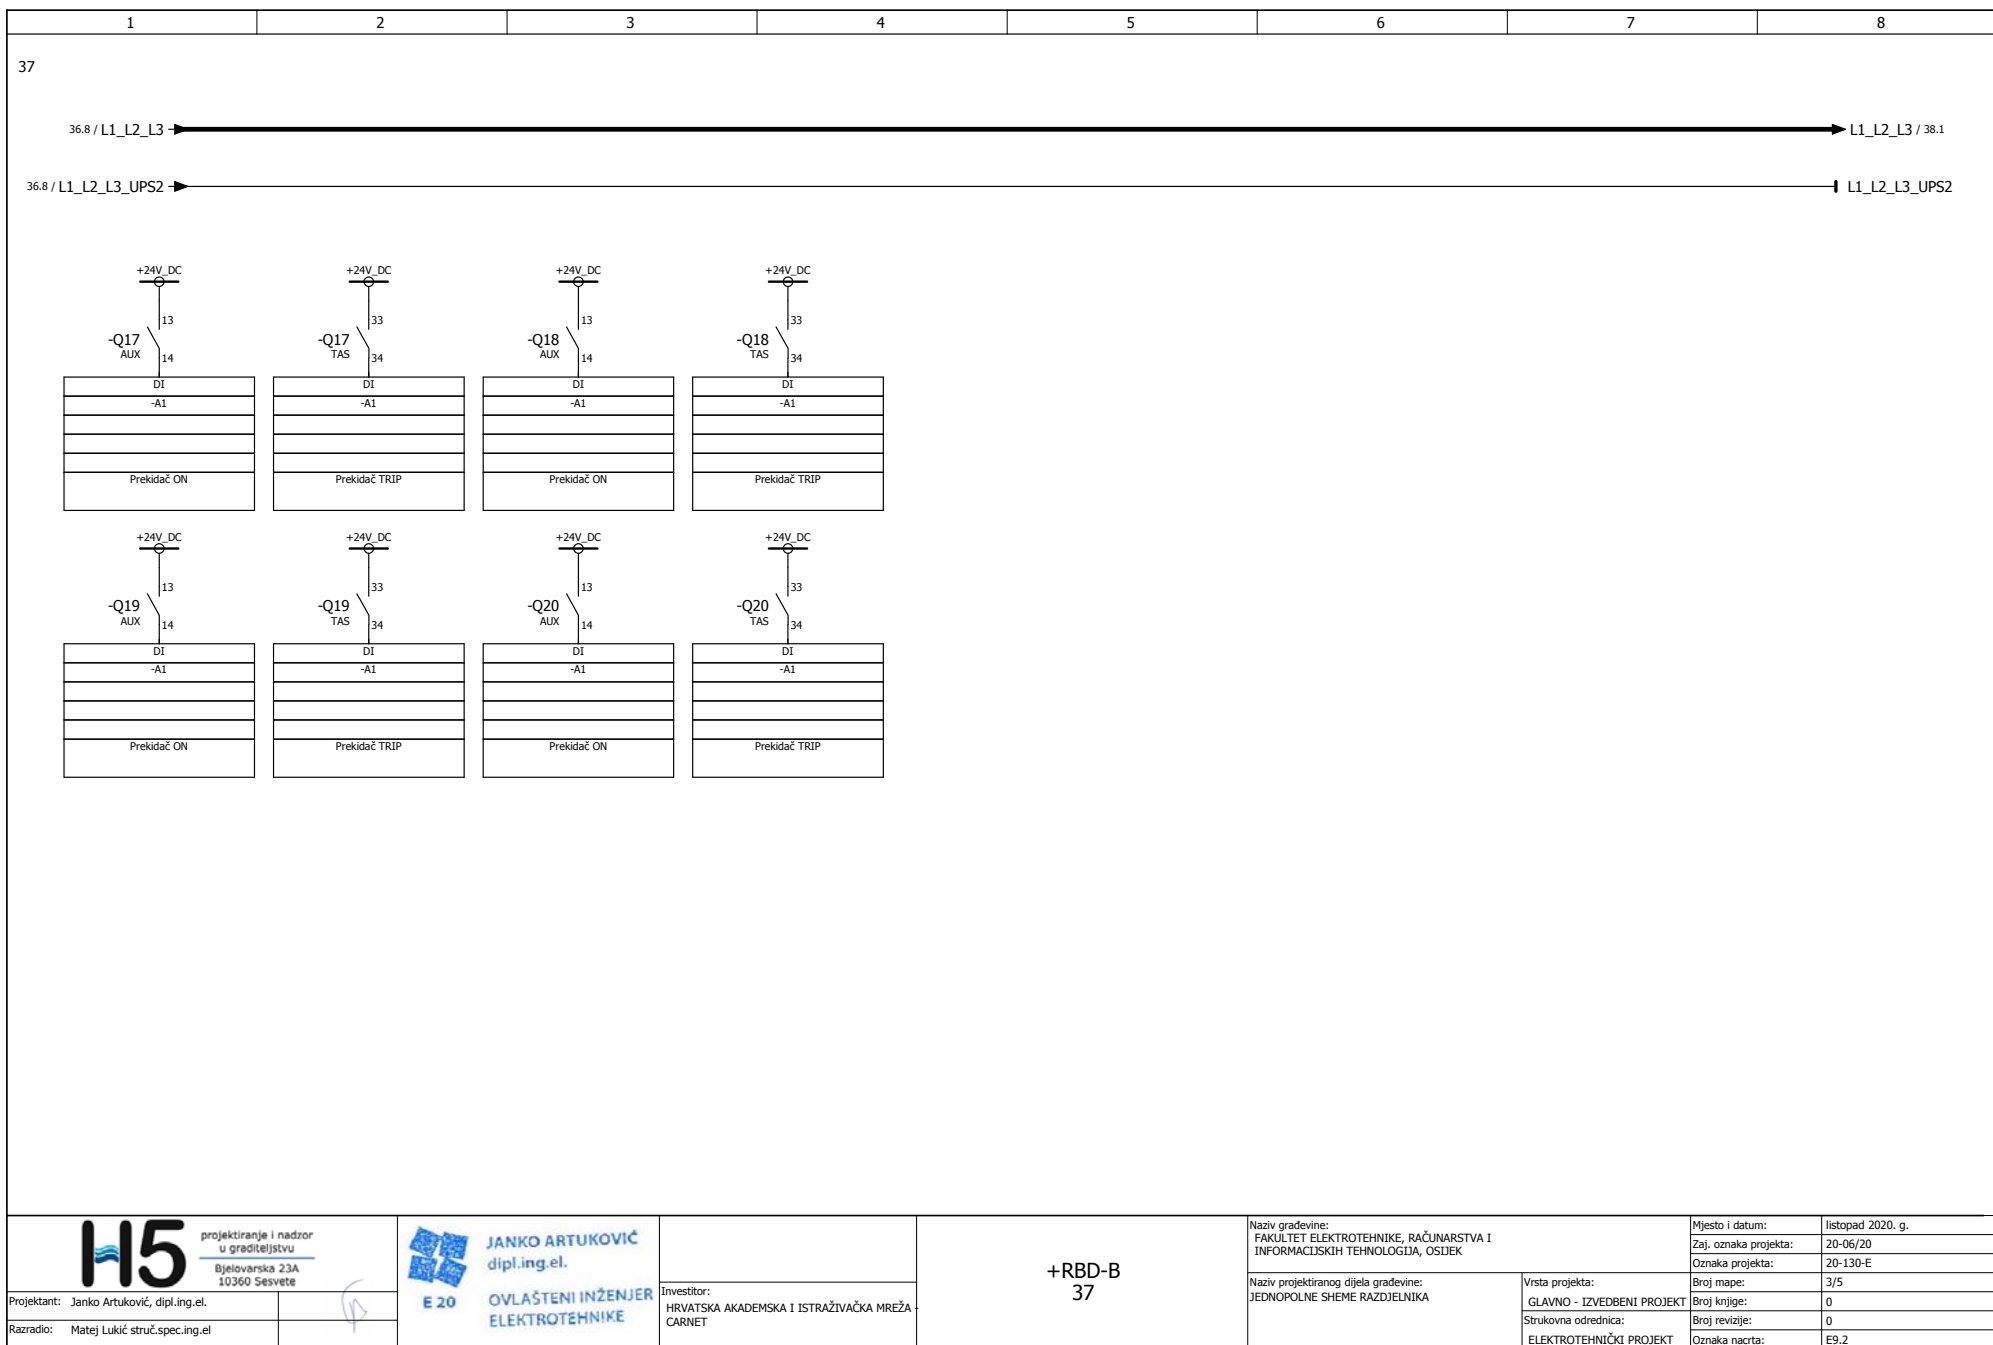 1 2 3 4 5 6 7 8
37
36.8 / L1_L2_L3 L1_L2_L3 / 38.1
36.8 / L1_L2_L3_UPS2 L1_L2_L3_UPS2
+24V_DC +24V_DC +24V_DC +24V_DC
13 33 13 33
-Q17 -Q17 -Q18 -Q18
AUX TAS AUX TAS
14 34 14 34
DI DI DI DI
-A1 -A1 -A1 -A1
Prekidač ON Prekidač TRIP Prekidač ON Prekidač TRIP
+24V_DC +24V_DC +24V_DC +24V_DC
13 33 13 33
-Q19 -Q19 -Q20 -Q20
AUX TAS AUX TAS
14 34 14 34
DI DI DI DI
-A1 -A1 -A1 -A1
Prekidač ON Prekidač TRIP Prekidač ON Prekidač TRIP
H5
projektiranje i nadzor
u graditeljstvu
Bjelovarska 23A
10360 Sesvete
Projektant: Janko Artuković, dipl.ing.el.
Razradio: Matej Lukić struč.spec.ing.el
JANKO ARTUKOVIĆ
dipl.ing.el.
E 20
OVLAŠTENI INŽENJER
ELEKTROTEHNIKE
Investitor:
HRVATSKA AKADEMSKA I ISTRAŽIVAČKA MREŽA -
CARNET
+RBD-B
37
Naziv građevine:
FAKULTET ELEKTROTEHNIKE, RAČUNARSTVA I
INFORMACIJSKIH TEHNOLOGIJA, OSIJEK
Naziv projektiranog dijela građevine:
JEDNOPOLNE SHEME RAZDJELNIKA
Vrsta projekta:
GLAVNO - IZVEDBENI PROJEKT
Strukovna odrednica:
ELEKTROTEHNIČKI PROJEKT
Mjesto i datum: listopad 2020. g.
Zaj. oznaka projekta: 20-06/20
Oznaka projekta: 20-130-E
Broj mape: 3/5
Broj knjige: 0
Broj revizije: 0
Oznaka nacrta: E9.2